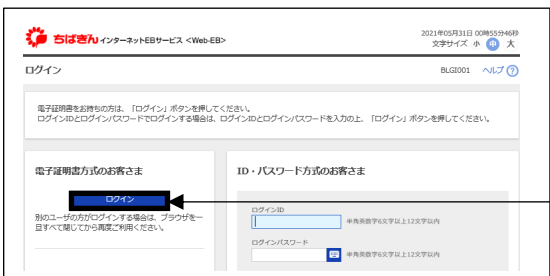 ちばぎん インターネットEBサービス <Web-EB>
2021年05月31日 00時55分46秒
文字サイズ 小 中 大
ログイン
BLGI001 ヘルプ ?
電子証明書をお持ちの方は、「ログイン」ボタンを押してください。
ログインIDとログインパスワードでログインする場合は、ログインIDとログインパスワードを入力の上、「ログイン」ボタンを押してください。
電子証明書方式のお客さま
ログイン
別のユーザの方がログインする場合は、ブラウザを一
旦すべて閉じてから再度ご利用ください。
ID・パスワード方式のお客さま
ログインID
半角英数字6文字以上12文字以内
ログインパスワード
半角英数字6文字以上12文字以内